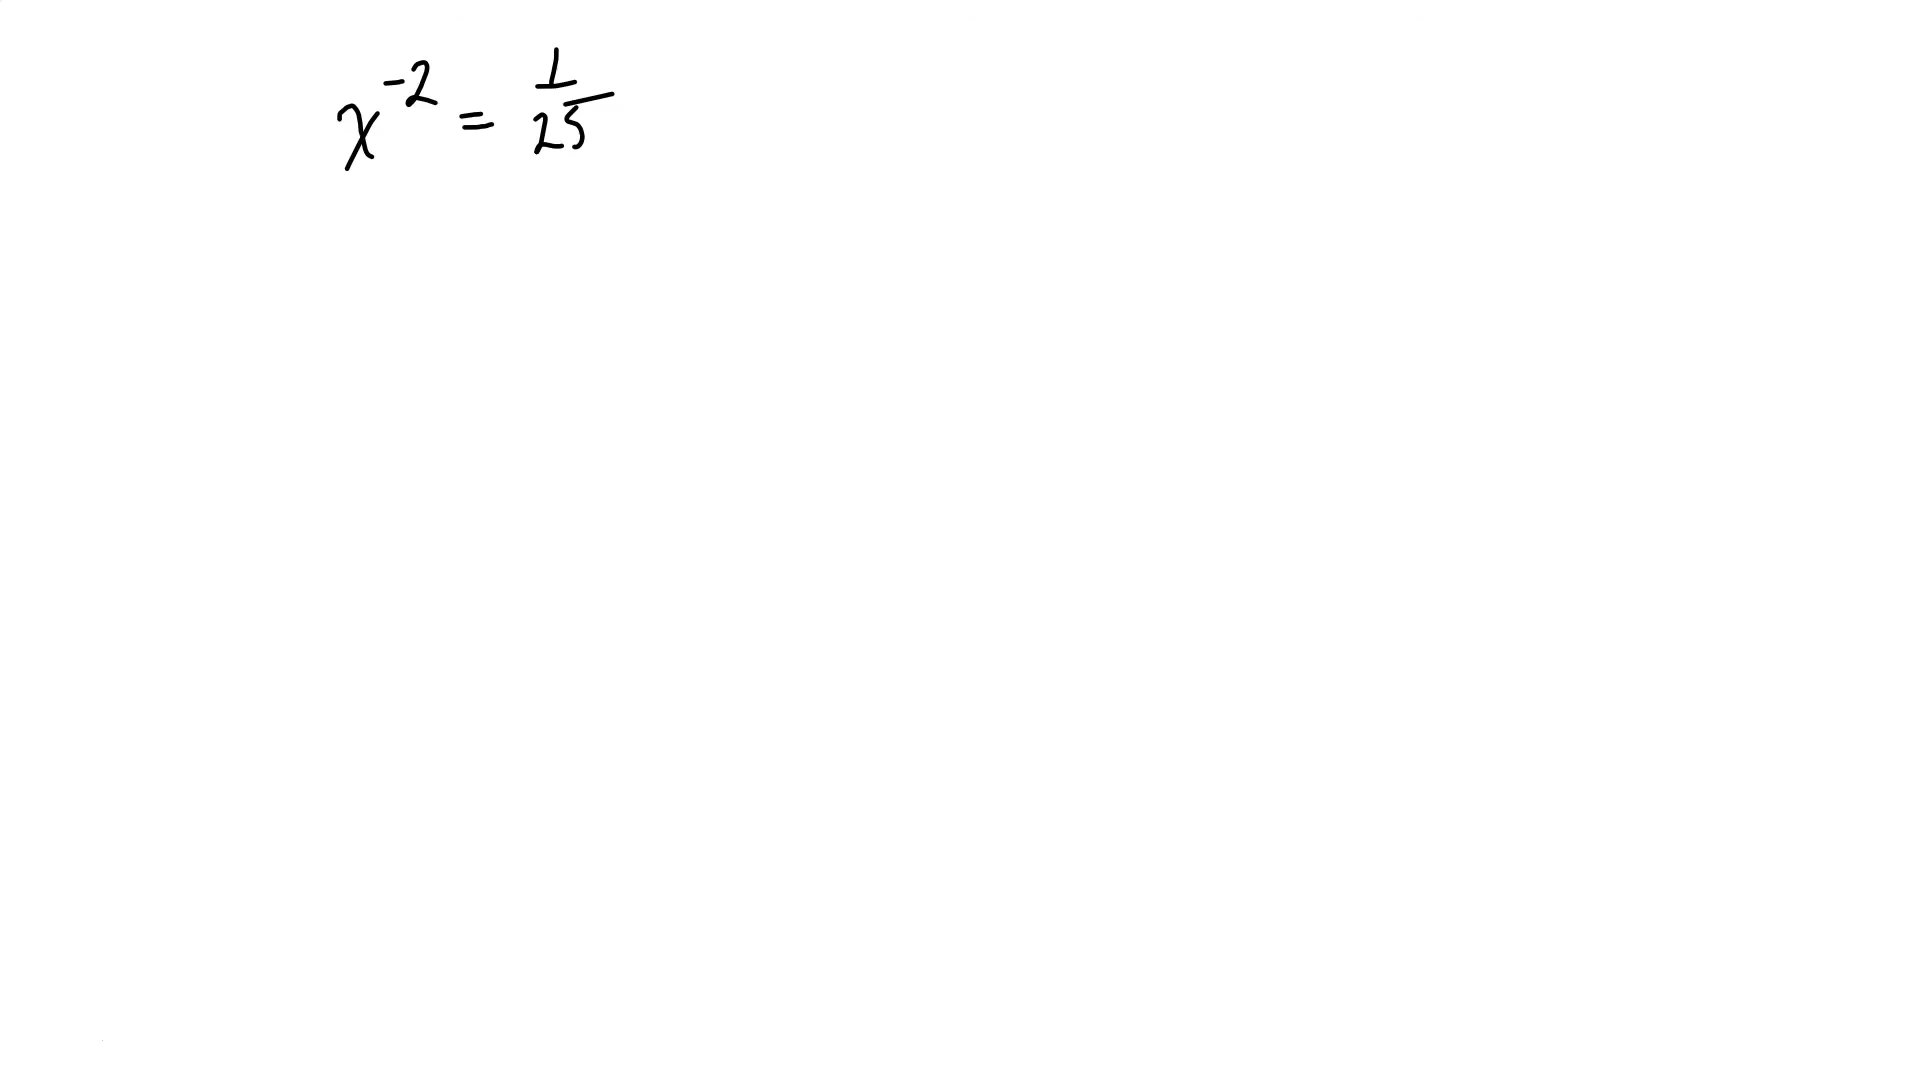 x⁻² = 1/25